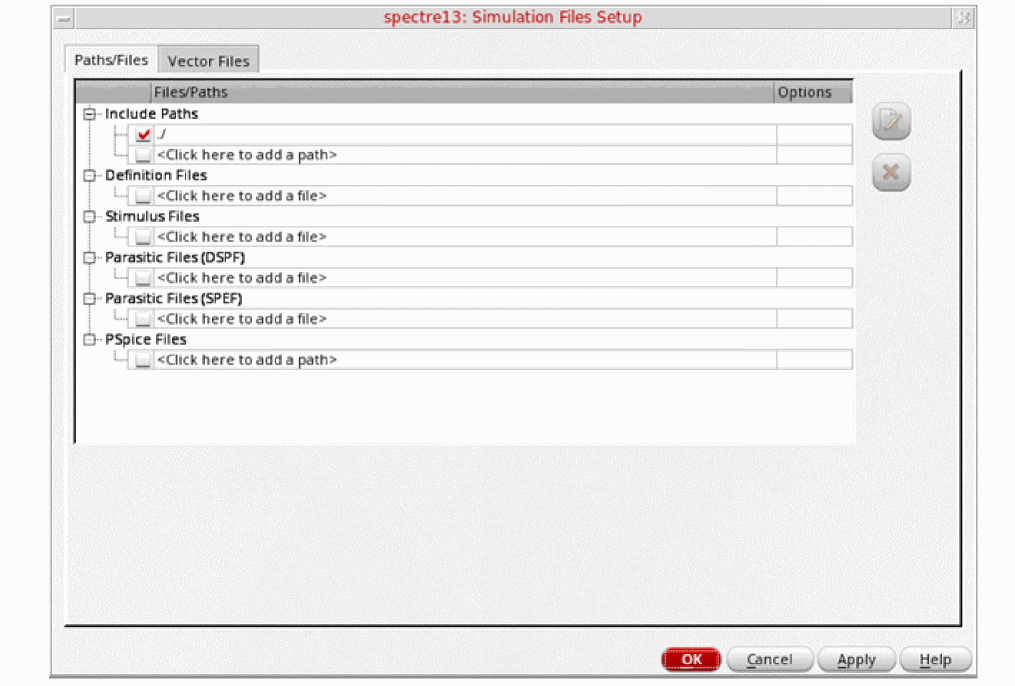 spectre13: Simulation Files Setup
Paths/Files Vector Files
Files/Paths Options
Include Paths
./
<Click here to add a path>
Definition Files
<Click here to add a file>
Stimulus Files
<Click here to add a file>
Parasitic Files (DSPF)
<Click here to add a file>
Parasitic Files (SPEF)
<Click here to add a file>
PSpice Files
<Click here to add a path>
OK Cancel Apply Help